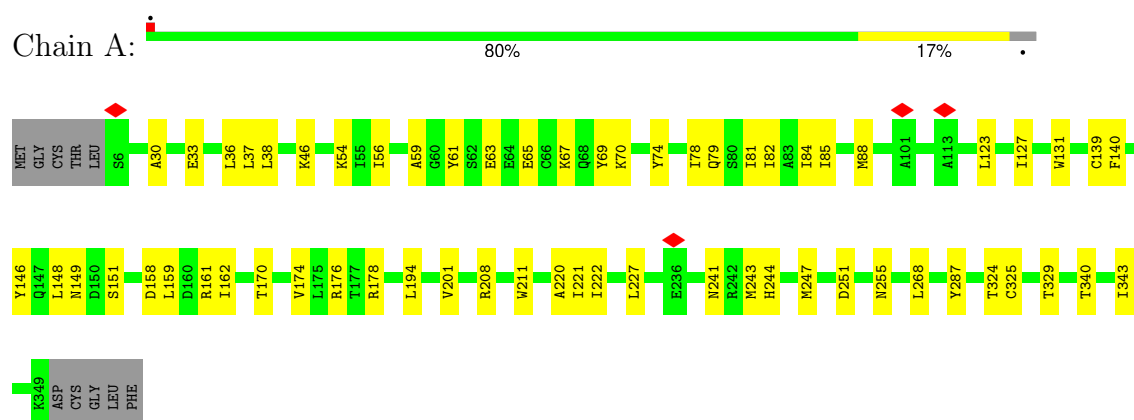 Chain A:
80% 17%
MET GLY CYS THR LEU S6 A30 E33 L36 L37 L38 K46 K54 I55 I56 A59 G60 Y61 S62 E63 E64 E65 C66 K67 Q68 Y69 K70 Y74 I78 Q79 S80 I81 I82 A83 I84 I85 M88 A101 A113 L123 I127 W131 C139 F140
Y146 Q147 L148 N149 D150 S151 D158 L159 D160 R161 I162 T170 V174 L175 R176 T177 R178 L194 V201 R208 W211 A220 I221 I222 L227 E236 N241 R242 M243 H244 M247 D251 N255 L268 Y287 T324 C325 T329 T340 I343
K349 ASP CYS GLY LEU PHE